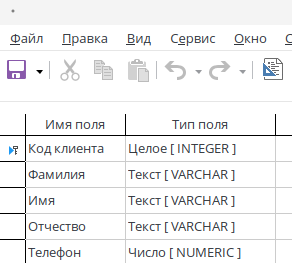 Файл Правка Вид Сервис Окно
Имя поля Тип поля
Код клиента Целое [ INTEGER ]
Фамилия Текст [ VARCHAR ]
Имя Текст [ VARCHAR ]
Отчество Текст [ VARCHAR ]
Телефон Число [ NUMERIC ]